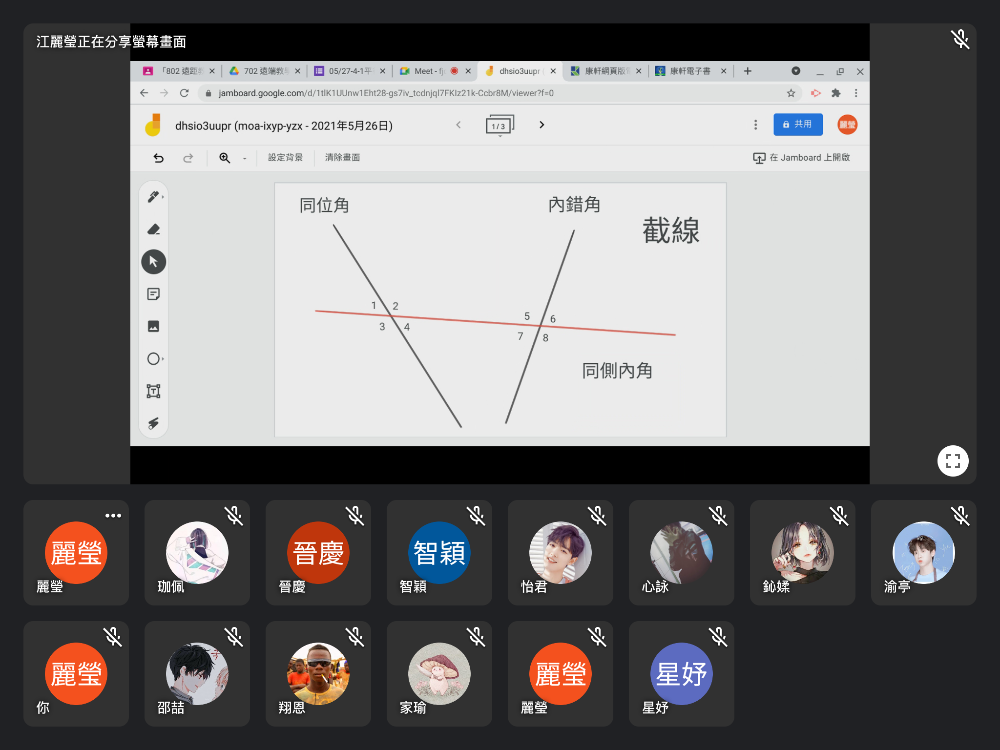 江麗瑩正在分享螢幕畫面
「802 遠距教
702 遠端教學
05/27-4-1平
Meet - fj
dhsio3uupr (
康軒網頁版
康軒電子書
jamboard.google.com/d/1tlK1UUnw1Eht28-gs7iv_tcdnjql7FKIz21k-Ccbr8M/viewer?f=0
dhsio3uupr (moa-ixyp-yzx - 2021年5月26日)
1 / 3
共用
麗瑩
設定背景
清除畫面
在 Jamboard 上開啟
同位角
內錯角
截線
1 2
3 4
5 6
7 8
同側內角
麗瑩
晉慶
智穎
麗瑩
珈佩
晉慶
智穎
怡君
心詠
鈊媃
渝亭
麗瑩
麗瑩
星妤
你
邵喆
翔恩
家瑜
麗瑩
星妤